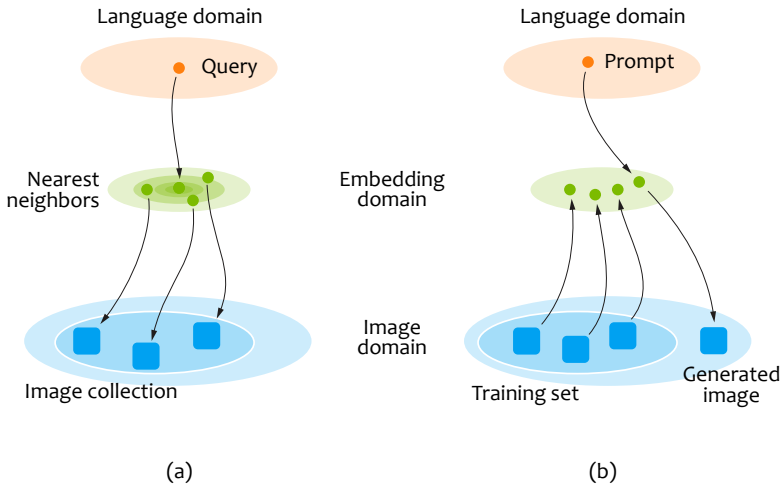 Language domain
Query
Nearest
neighbors
Image collection
(a)
Language domain
Prompt
Embedding
domain
Image
domain
Training set
Generated
image
(b)